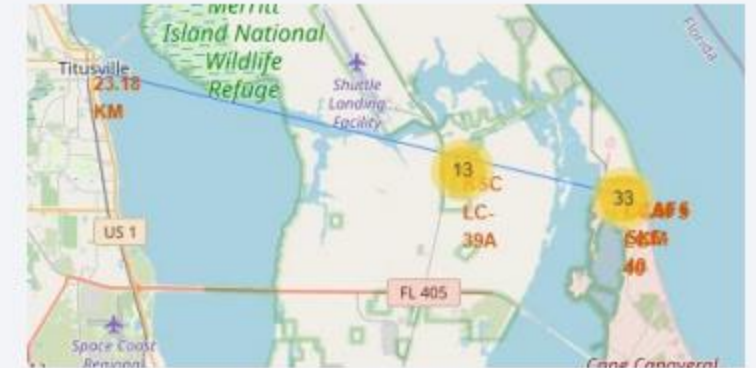 Merritt
Island National
Wildlife
Refuge
Florida
Titusville
23.18
KM
Shuttle
Landing
Facility
13
KSC
LC-
39A
33
40
US 1
FL 405
Space Coast
Regional
Cape Canaveral